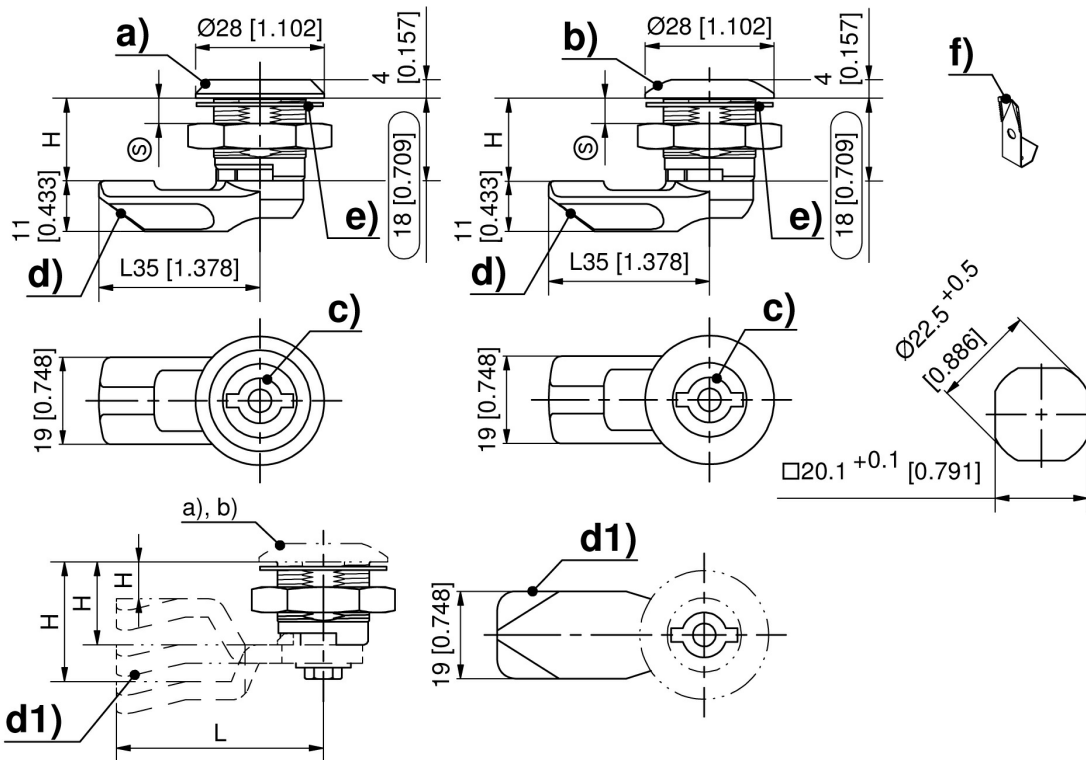 a)
Ø28 [1.102]
4
[0.157]
H
Ⓢ
18 [0.709]
11
[0.433]
e)
d)
L35 [1.378]
b)
Ø28 [1.102]
4
[0.157]
H
Ⓢ
18 [0.709]
11
[0.433]
e)
d)
L35 [1.378]
f)
c)
19 [0.748]
c)
19 [0.748]
Ø22.5 +0.5
[0.886]
□20.1 +0.1 [0.791]
a), b)
H
H
H
d1)
L
d1)
19 [0.748]